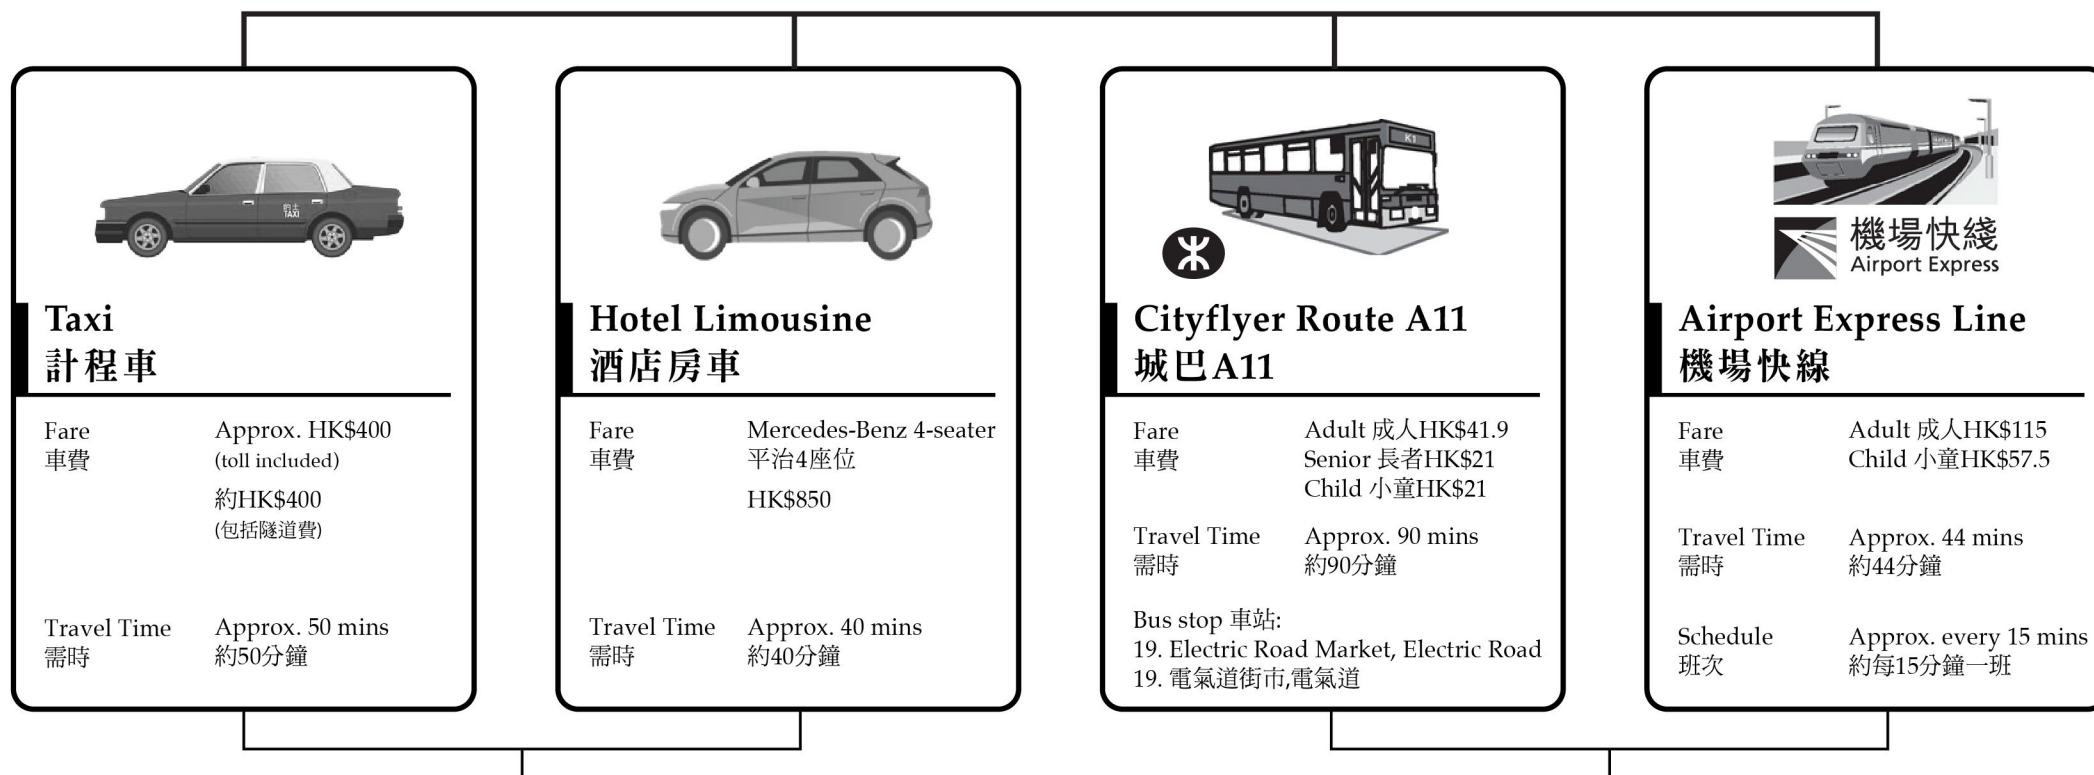 的士
TAXI
Taxi
計程車
Fare
車費
Approx. HK$400
(toll included)
約HK$400
(包括隧道費)
Travel Time
需時
Approx. 50 mins
約50分鐘
Hotel Limousine
酒店房車
Fare
車費
Mercedes-Benz 4-seater
平治4座位
HK$850
Travel Time
需時
Approx. 40 mins
約40分鐘
K1
Cityflyer Route A11
城巴A11
Fare
車費
Adult 成人HK$41.9
Senior 長者HK$21
Child 小童HK$21
Travel Time
需時
Approx. 90 mins
約90分鐘
Bus stop 車站:
19. Electric Road Market, Electric Road
19. 電氣道街市,電氣道
機場快綫
Airport Express
Airport Express Line
機場快線
Fare
車費
Adult 成人HK$115
Child 小童HK$57.5
Travel Time
需時
Approx. 44 mins
約44分鐘
Schedule
班次
Approx. every 15 mins
約每15分鐘一班